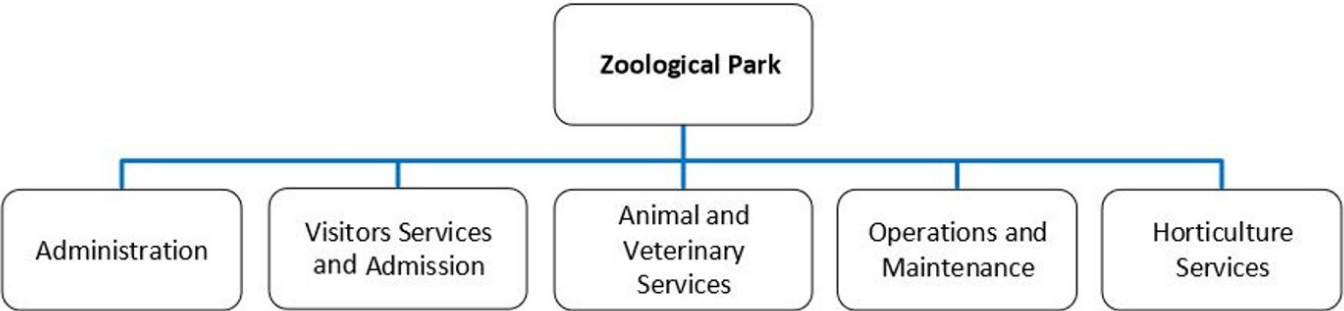 Zoological Park
Administration
Visitors Services
and Admission
Animal and
Veterinary
Services
Operations and
Maintenance
Horticulture
Services